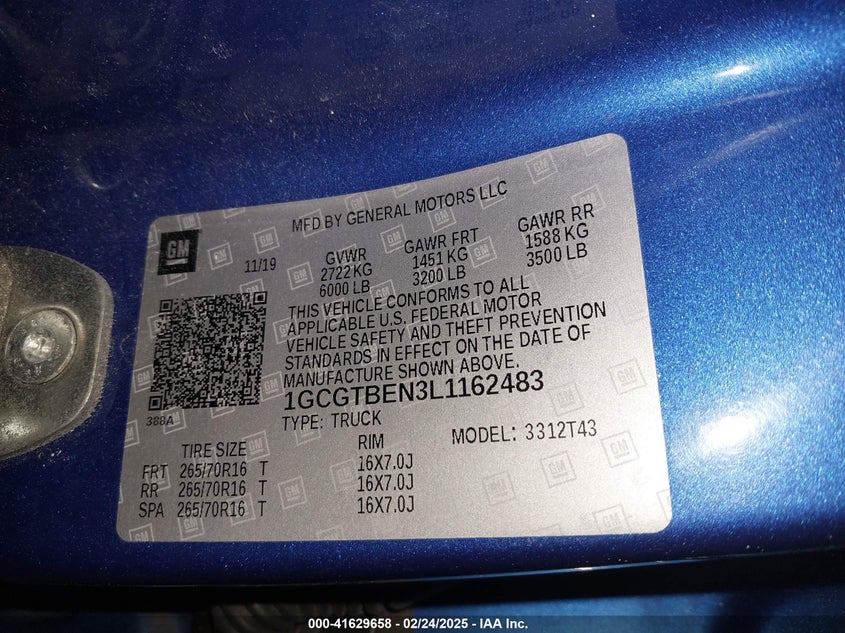 MFD BY GENERAL MOTORS LLC
GM
11/19
GVWR
2722 KG
6000 LB
GAWR FRT
1451 KG
3200 LB
GAWR RR
1588 KG
3500 LB
THIS VEHICLE CONFORMS TO ALL
APPLICABLE U.S. FEDERAL MOTOR
VEHICLE SAFETY AND THEFT PREVENTION
STANDARDS IN EFFECT ON THE DATE OF
MANUFACTURE SHOWN ABOVE.
1GCGTBEN3L1162483
388A
TYPE: TRUCK
MODEL: 3312T43
TIRE SIZE RIM
FRT 265/70R16 T 16X7.0J
RR 265/70R16 T 16X7.0J
SPA 265/70R16 T 16X7.0J
000-41629658 - 02/24/2025 - IAA Inc.